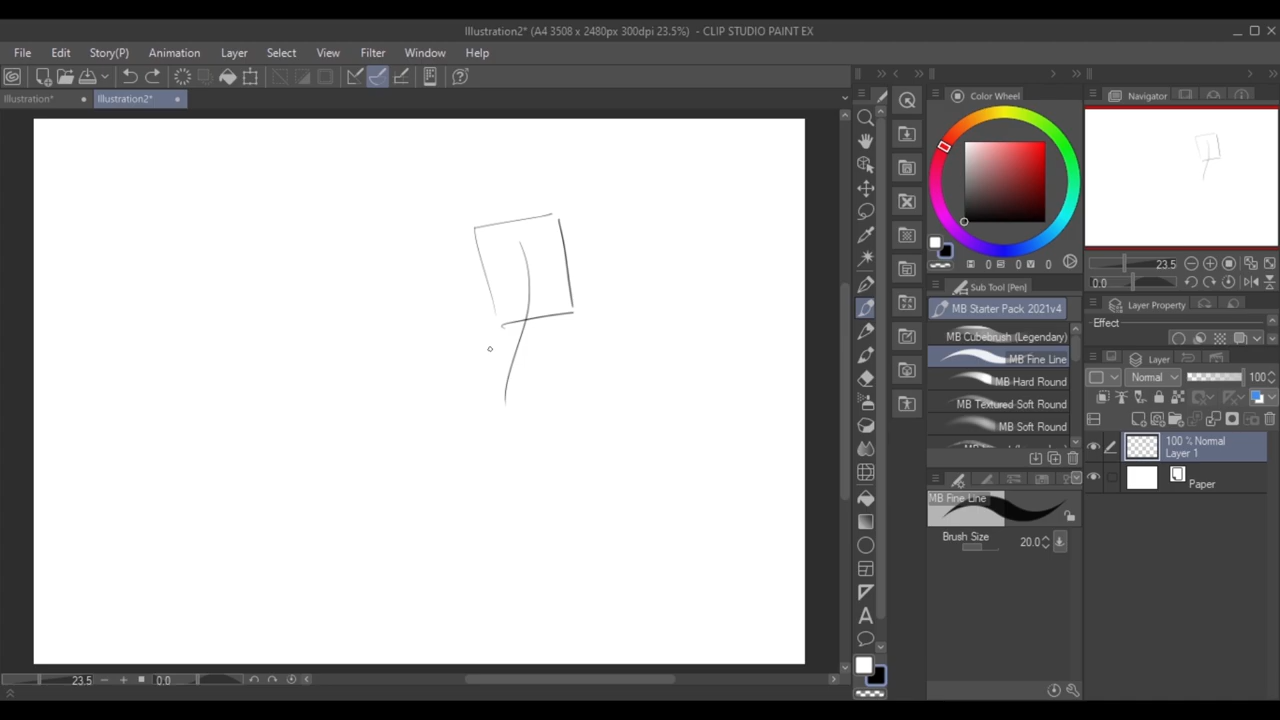 Illustration2* (A4 3508 x 2480px 300dpi 23.5%) - CLIP STUDIO PAINT EX
File Edit Story(P) Animation Layer Select View Filter Window Help
Illustration* Illustration2*
Color Wheel
Navigator
0 0 0
23.5
0.0
Sub Tool [Pen]
MB Starter Pack 2021v4
MB Cubebrush (Legendary)
MB Fine Line
MB Hard Round
MB Textured Soft Round
MB Soft Round
Layer Property
Effect
Layer
Normal 100
100 % Normal
Layer 1
Paper
MB Fine Line
Brush Size 20.0
23.5 0.0